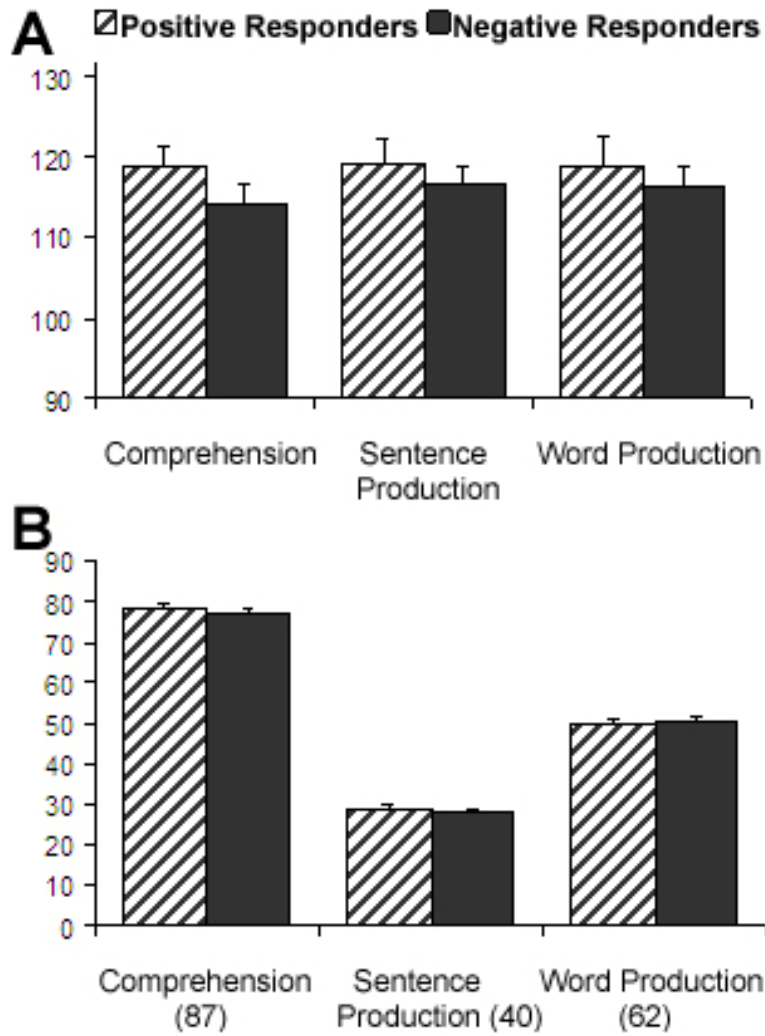 A Positive Responders Negative Responders
130
120
110
100
90
Comprehension Sentence Word Production
Production
B
90
80
70
60
50
40
30
20
10
0
Comprehension Sentence Word Production
(87) Production (40) (62)